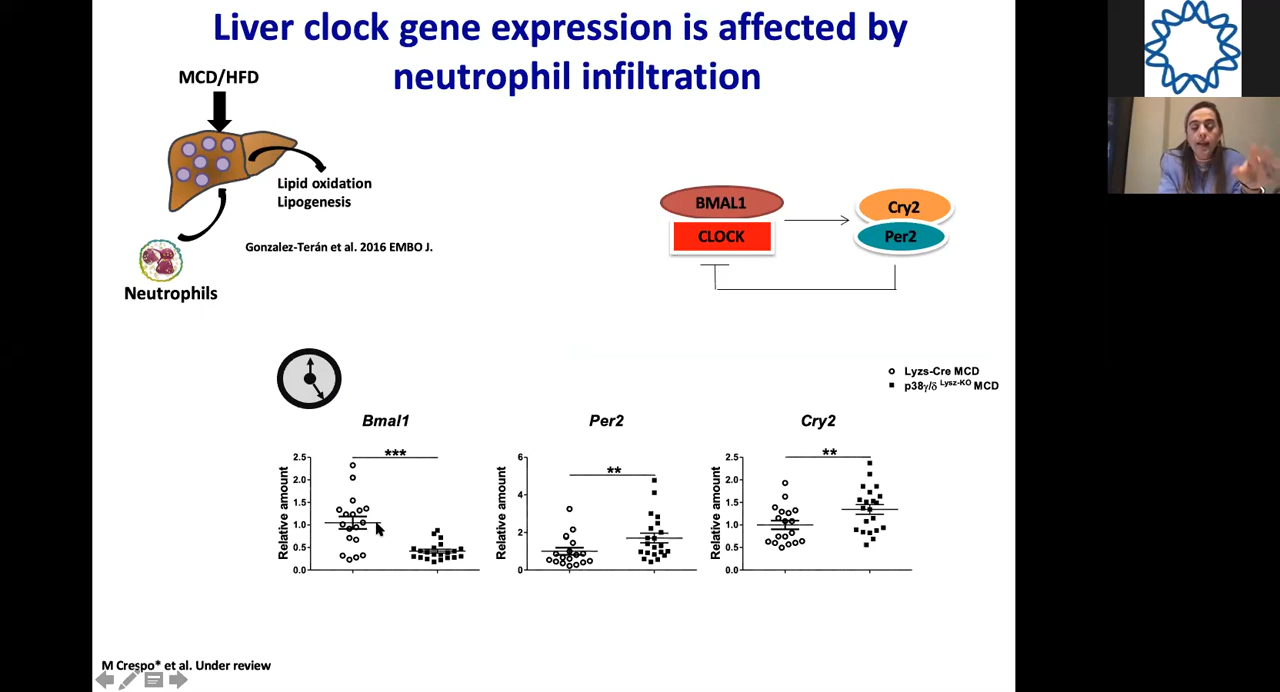 Liver clock gene expression is affected by
neutrophil infiltration
MCD/HFD
Lipid oxidation
Lipogenesis
Gonzalez-Terán et al. 2016 EMBO J.
Neutrophils
BMAL1
CLOCK
Cry2
Per2
Lyzs-Cre MCD
p38γ/δ Lysz-KO MCD
Bmal1
Relative amount
2.5
2.0
1.5
1.0
0.5
0.0
***
Per2
Relative amount
6
4
2
0
**
Cry2
Relative amount
2.5
2.0
1.5
1.0
0.5
0.0
**
M Crespo* et al. Under review